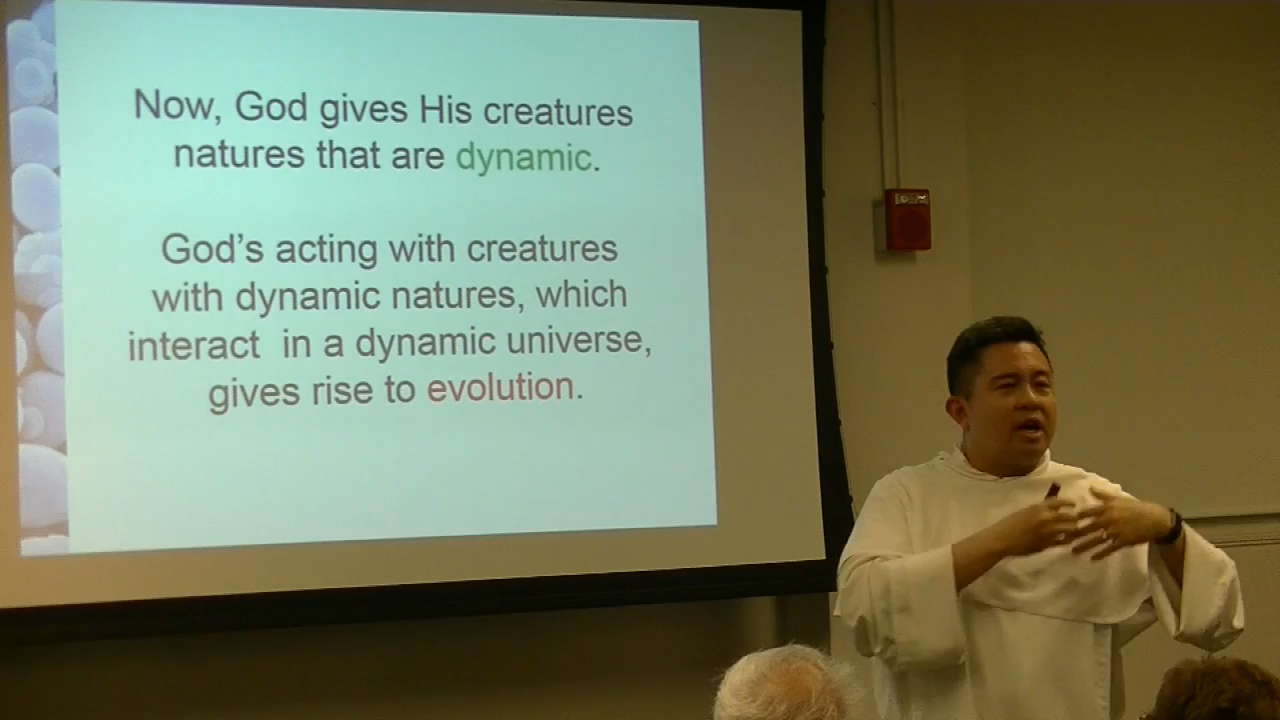 Now, God gives His creatures
natures that are dynamic.
God's acting with creatures
with dynamic natures, which
interact in a dynamic universe,
gives rise to evolution.